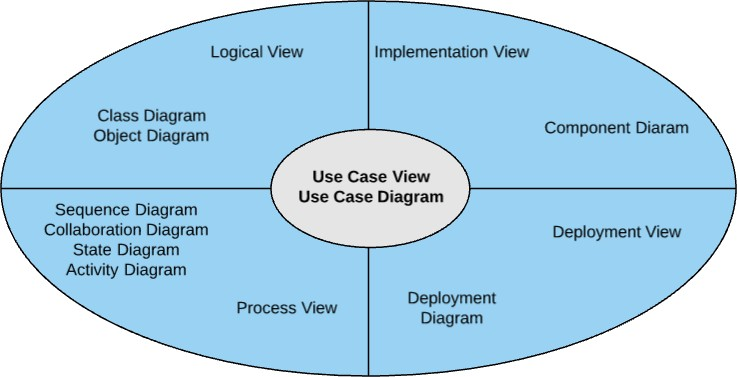 Logical View
Implementation View
Class Diagram
Object Diagram
Component Diaram
Use Case View
Use Case Diagram
Sequence Diagram
Collaboration Diagram
State Diagram
Activity Diagram
Process View
Deployment View
Deployment
Diagram